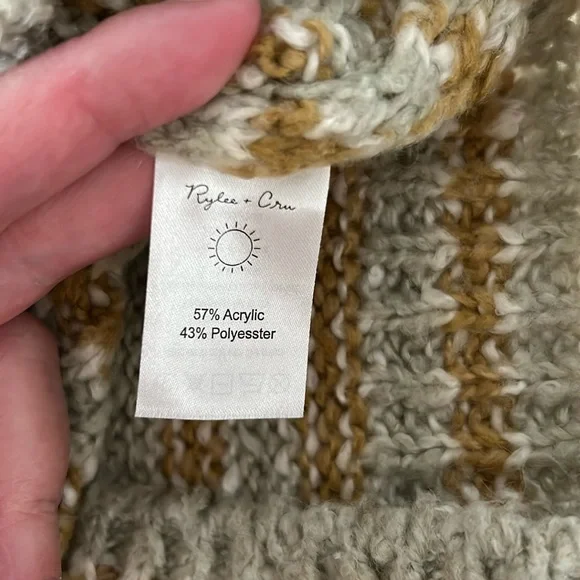 Rylee + Cru
57% Acrylic
43% Polyesster